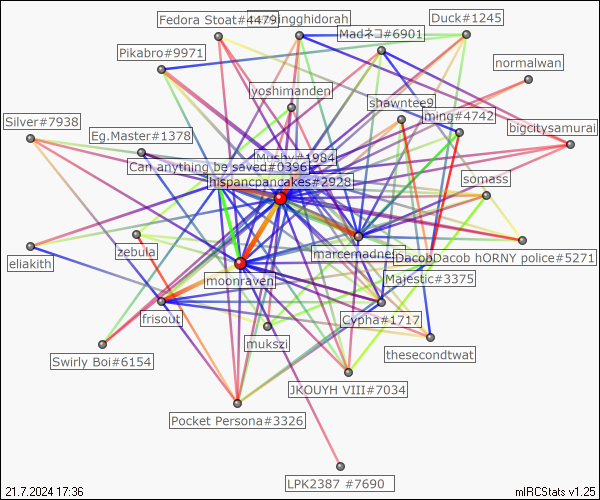 Fedora Stoat#4479
Duck#1245
Madネコ#6901
Pikabro#9971
normalwan
yoshimanden
shawntee9
ming#4742
Silver#7938
Eg.Master#1378
bigcitysamurai
Mushy#1984
Can anything be saved#0396
hispancpancakes#2928
somass
zebula
marcemadness
DacobDacob hORNY police#5271
eliakith
moonraven
Majestic#3375
frisout
Cypha#1717
mukszi
thesecondtwat
Swirly Boi#6154
JKOUYH VIII#7034
Pocket Persona#3326
LPK2387 #7690
21.7.2024 17:36
mIRCStats v1.25